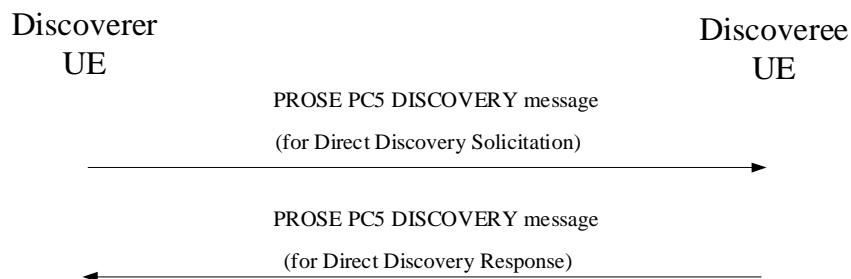 Discoverer
UE
Discoveree
UE
PROSE PC5 DISCOVERY message
(for Direct Discovery Solicitation)
PROSE PC5 DISCOVERY message
(for Direct Discovery Response)